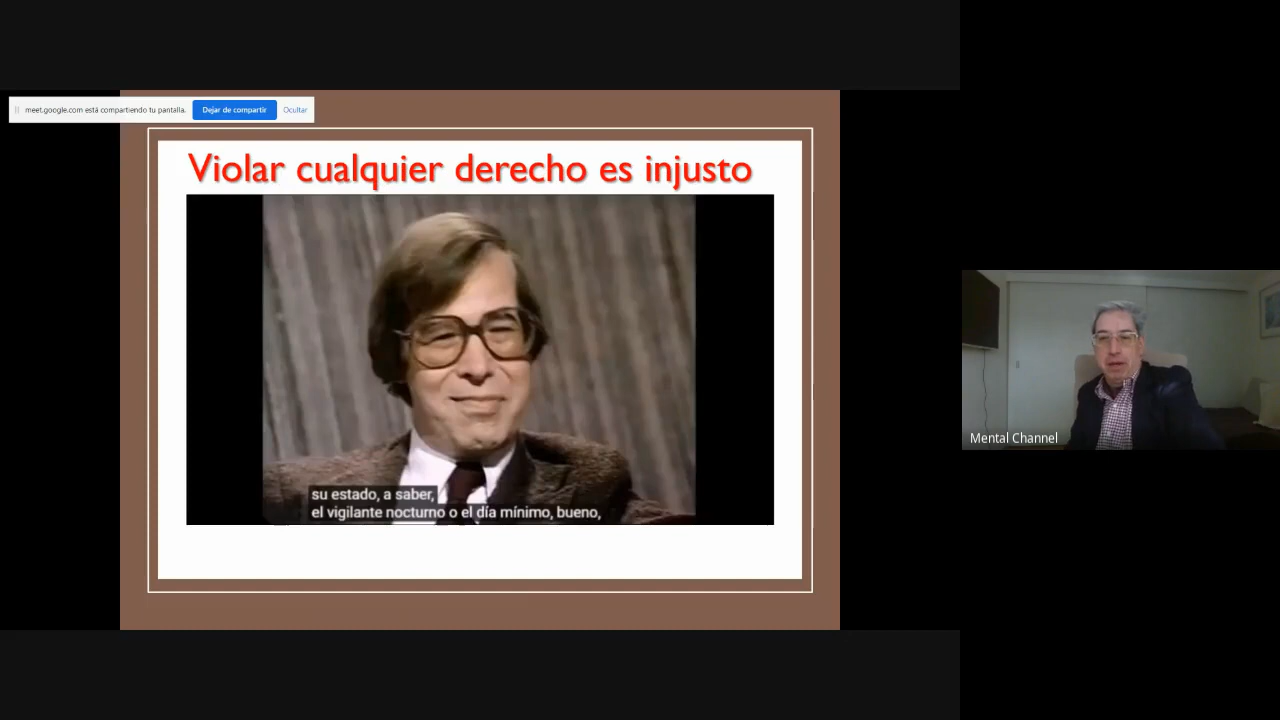 meet.google.com está compartiendo tu pantalla.
Dejar de compartir
Ocultar
Violar cualquier derecho es injusto
su estado, a saber,
el vigilante nocturno o el día mínimo, bueno,
Mental Channel